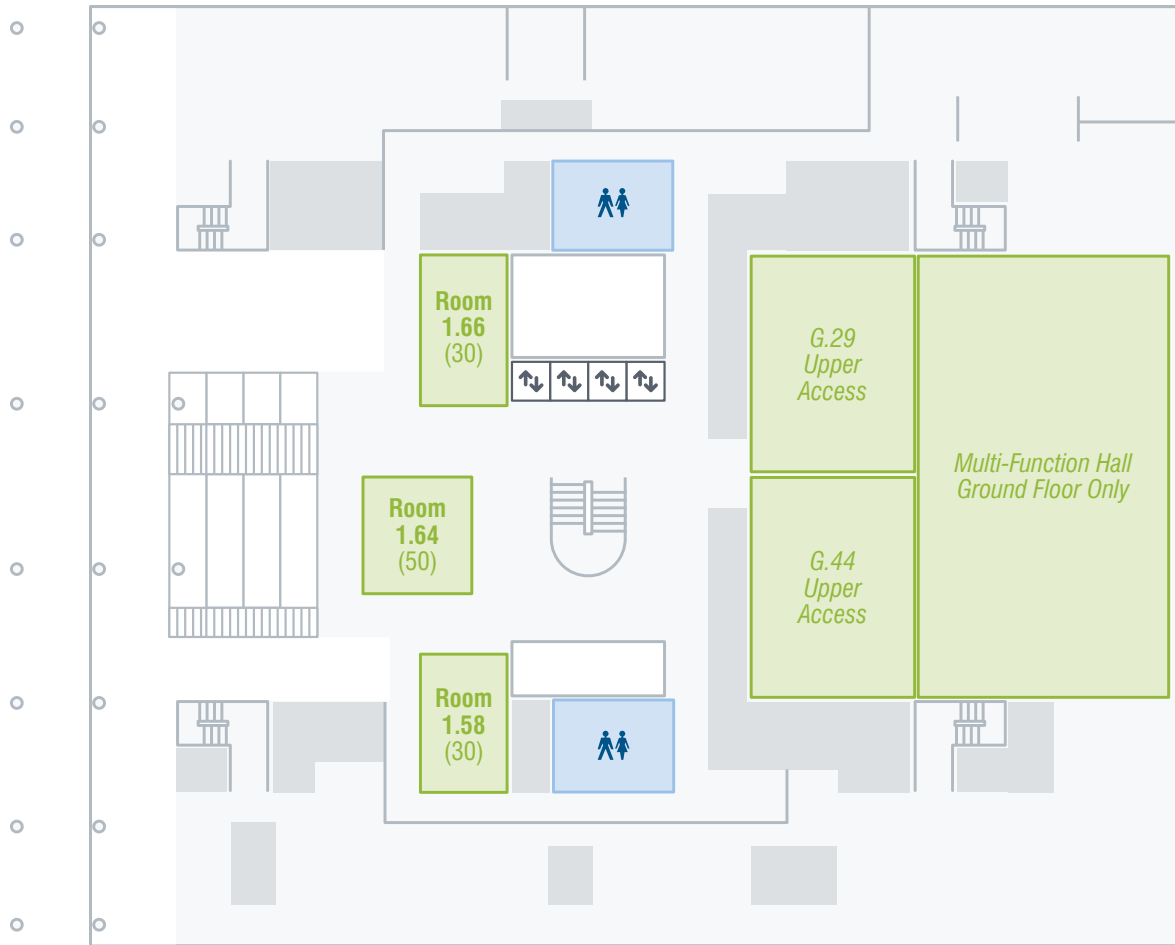 Room
1.66
(30)
G.29
Upper
Access
Multi-Function Hall
Ground Floor Only
Room
1.64
(50)
G.44
Upper
Access
Room
1.58
(30)